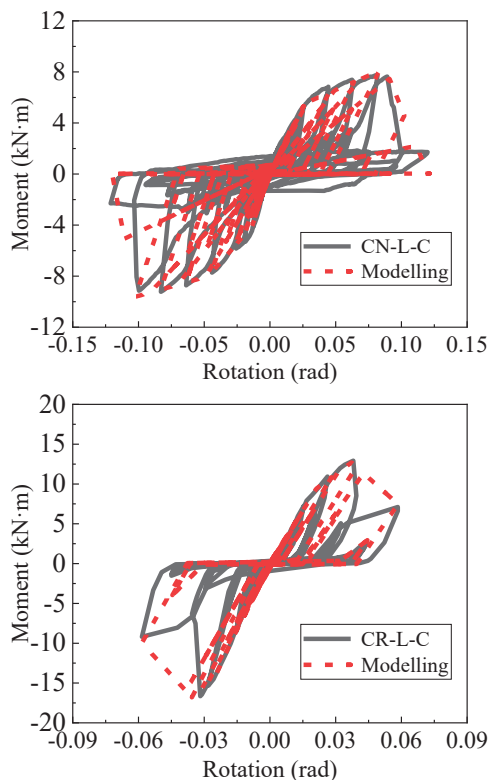 12
8
4
0
-4
-8
-12
Moment (kN·m)
CN-L-C
Modelling
-0.15 -0.10 -0.05 0.00 0.05 0.10 0.15
Rotation (rad)
20
15
10
5
0
-5
-10
-15
-20
Moment (kN·m)
CR-L-C
Modelling
-0.09 -0.06 -0.03 0.00 0.03 0.06 0.09
Rotation (rad)